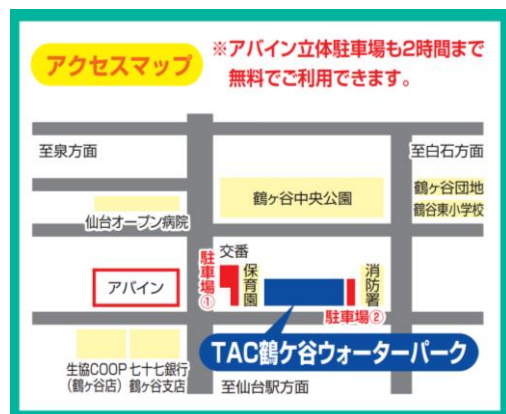 アクセスマップ
※アバイン立体駐車場も2時間まで
無料でご利用できます。
至泉方面
至白石方面
鶴ヶ谷中央公園
鶴ケ谷団地
鶴谷東小学校
仙台オープン病院
交番
駐車場①
保育園
消防署
アバイン
駐車場②
TAC鶴ケ谷ウォーターパーク
生協COOP
(鶴ヶ谷店)
七十七銀行
鶴ヶ谷支店
至仙台駅方面